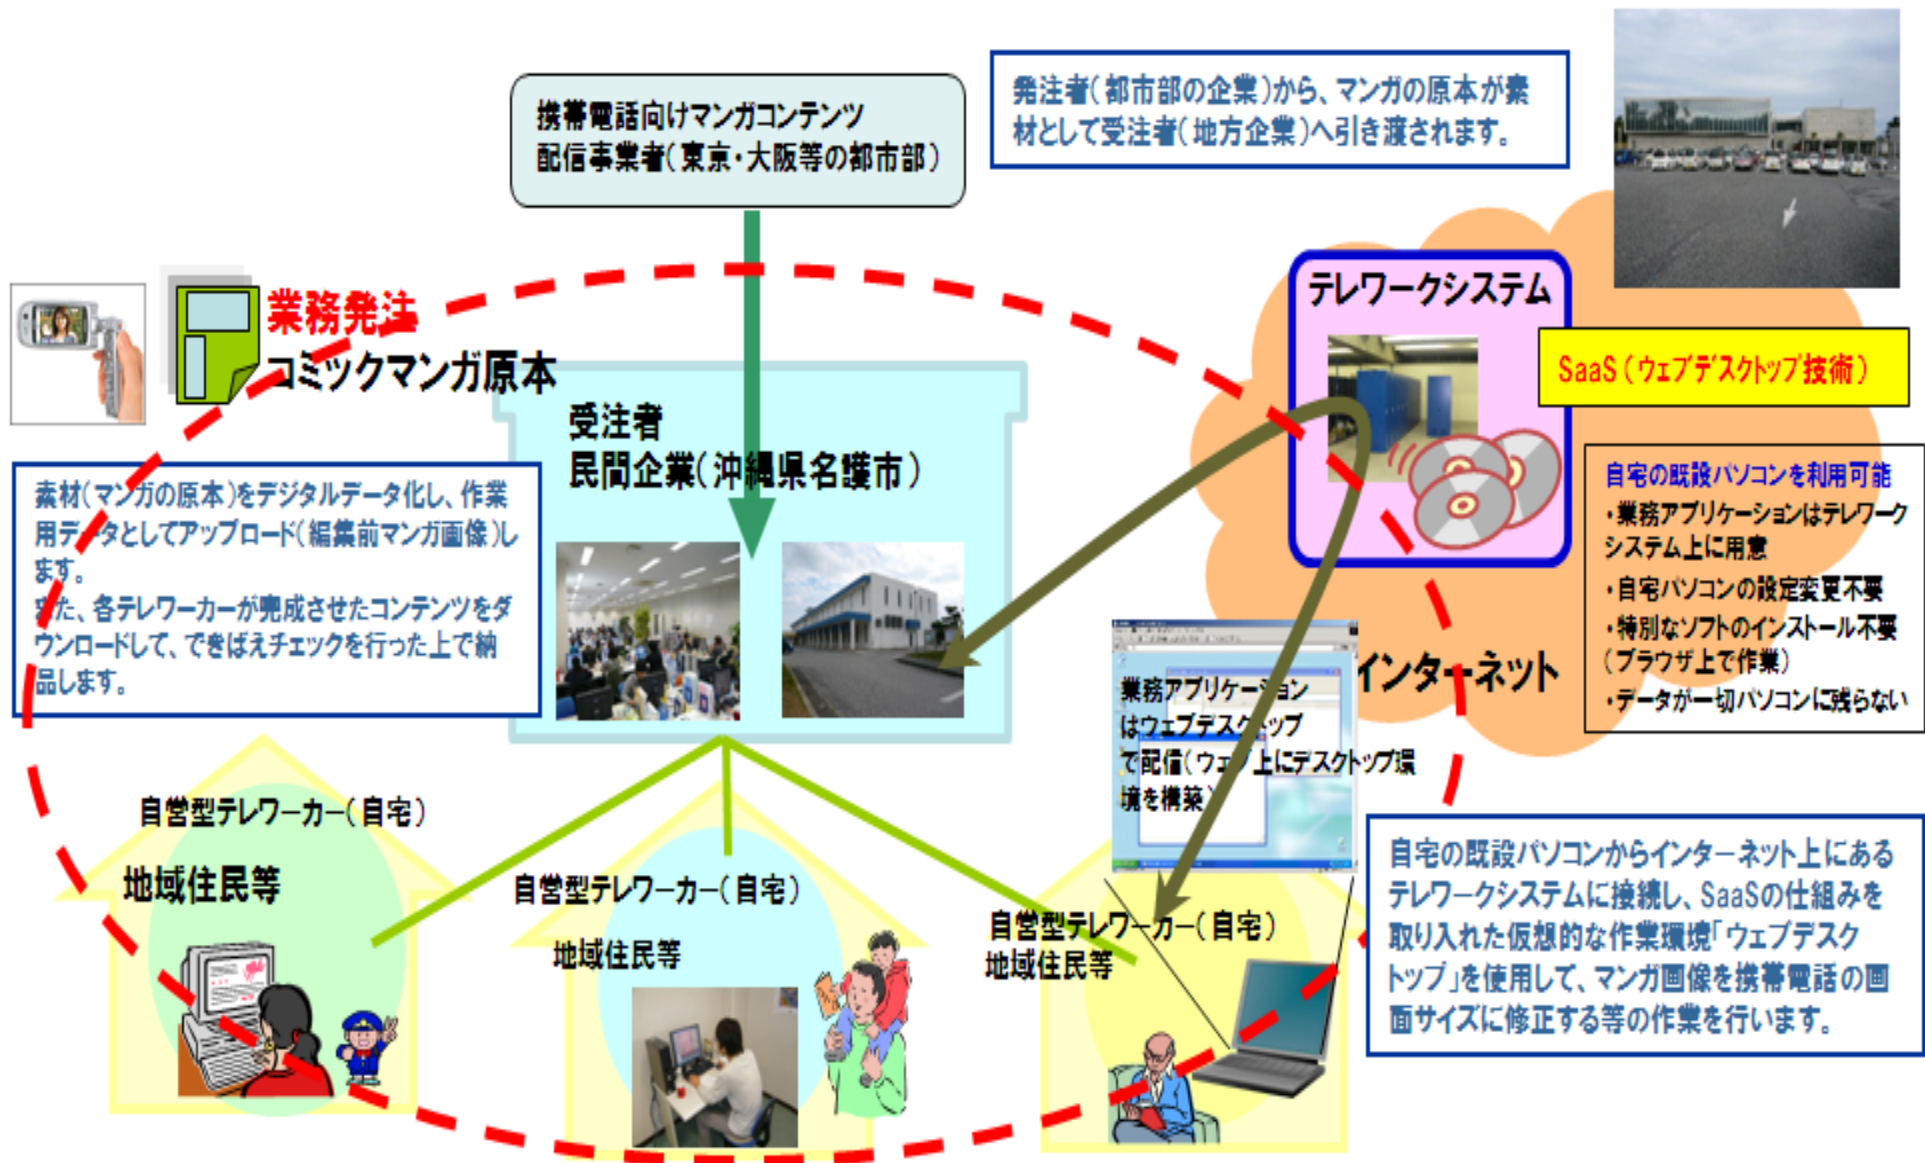 携帯電話向けマンガコンテンツ
配信事業者(東京・大阪等の都市部)
発注者(都市部の企業)から、マンガの原本が素
材として受注者(地方企業)へ引き渡されます。
業務発注
コミックマンガ原本
テレワークシステム
SaaS(ウェブデスクトップ技術)
受注者
民間企業(沖縄県名護市)
素材(マンガの原本)をデジタルデータ化し、作業
用データとしてアップロード(編集前マンガ画像)し
ます。
また、各テレワーカーが完成させたコンテンツをダ
ウンロードして、できばえチェックを行った上で納
品します。
自宅の既設パソコンを利用可能
・業務アプリケーションはテレワーク
システム上に用意
・自宅パソコンの設定変更不要
・特別なソフトのインストール不要
(ブラウザ上で作業)
・データが一切パソコンに残らない
インターネット
業務アプリケーション
はウェブデスクトップ
で配信(ウェブ上にデスクトップ環
境を構築)
自営型テレワーカー(自宅)
地域住民等
自営型テレワーカー(自宅)
地域住民等
自営型テレワーカー(自宅)
地域住民等
自宅の既設パソコンからインターネット上にある
テレワークシステムに接続し、SaaSの仕組みを
取り入れた仮想的な作業環境「ウェブデスク
トップ」を使用して、マンガ画像を携帯電話の画
面サイズに修正する等の作業を行います。